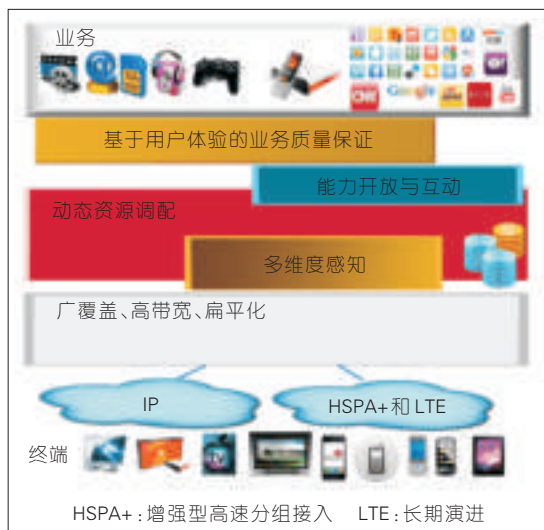 业务
CNN
Google
基于用户体验的业务质量保证
能力开放与互动
动态资源调配
多维度感知
广覆盖、高带宽、扁平化
IP
HSPA+和 LTE
终端
HSPA+：增强型高速分组接入 LTE：长期演进